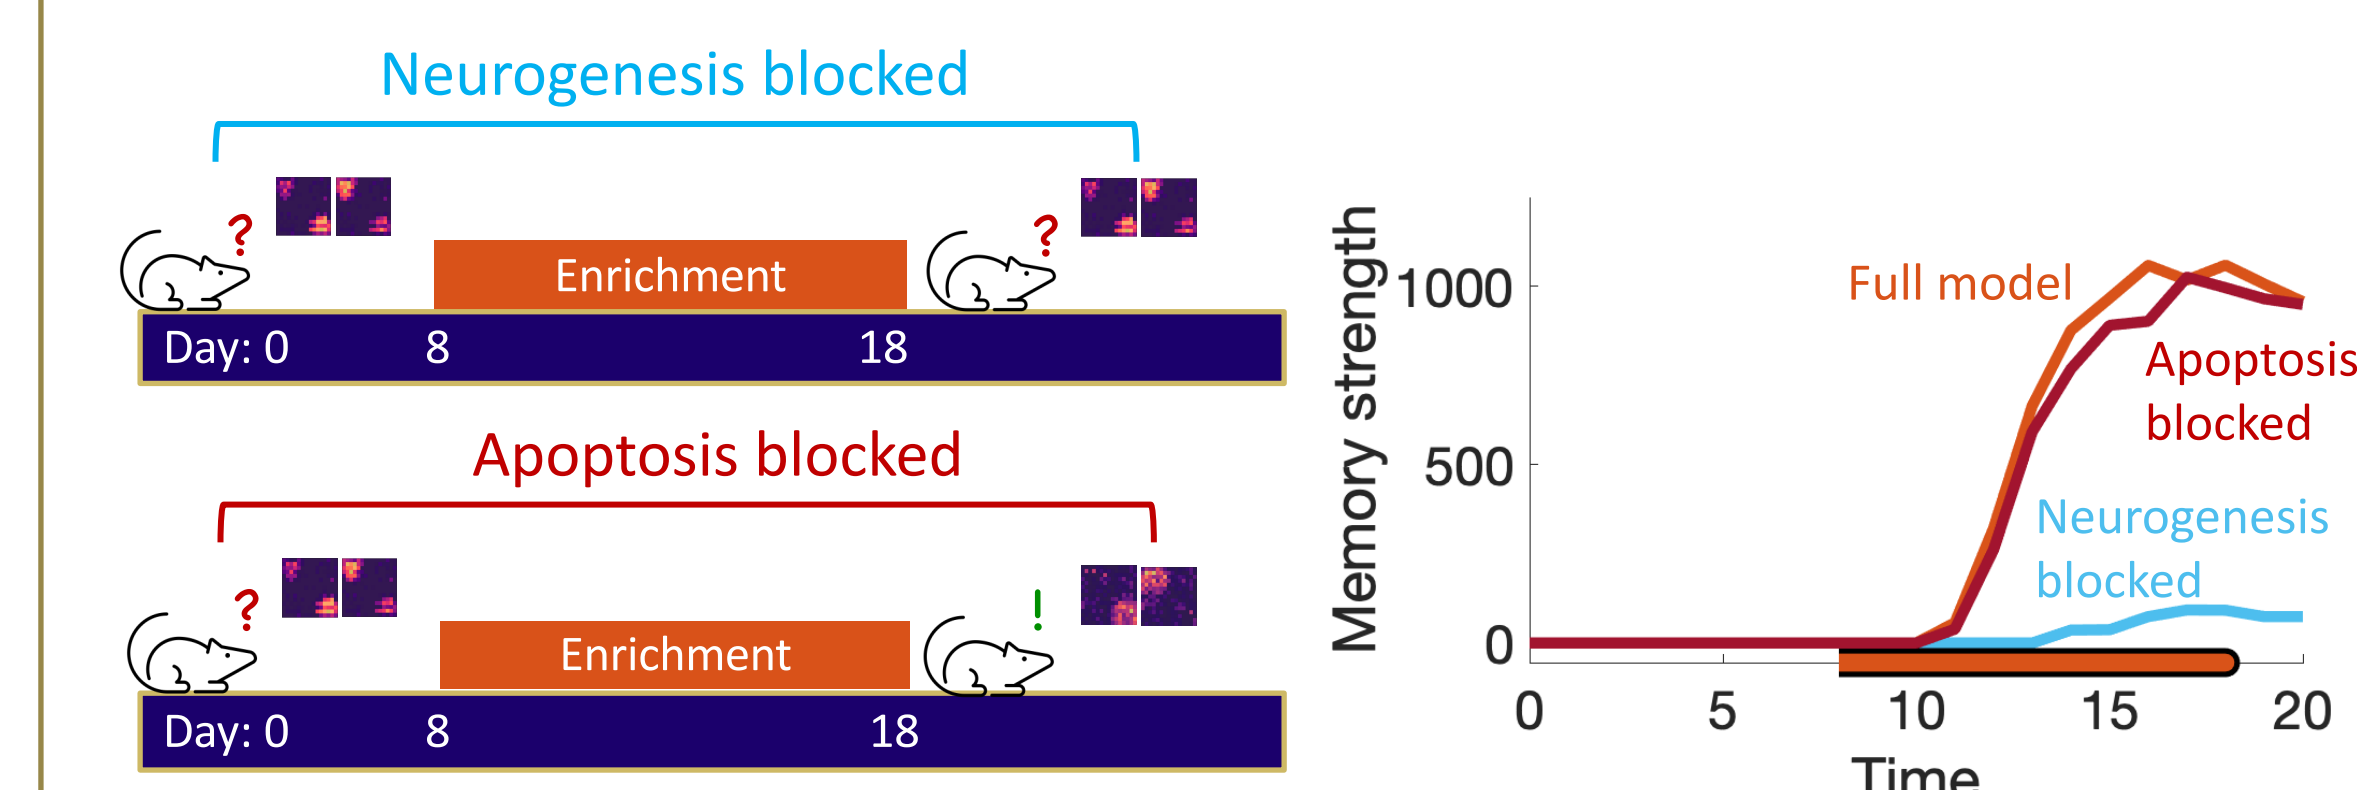 Neurogenesis blocked
?
?
Enrichment
Day: 0 8 18
Apoptosis blocked
?
!
Enrichment
Day: 0 8 18
Memory strength
1000
500
0
Full model
Apoptosis
blocked
Neurogenesis
blocked
0 5 10 15 20
Time